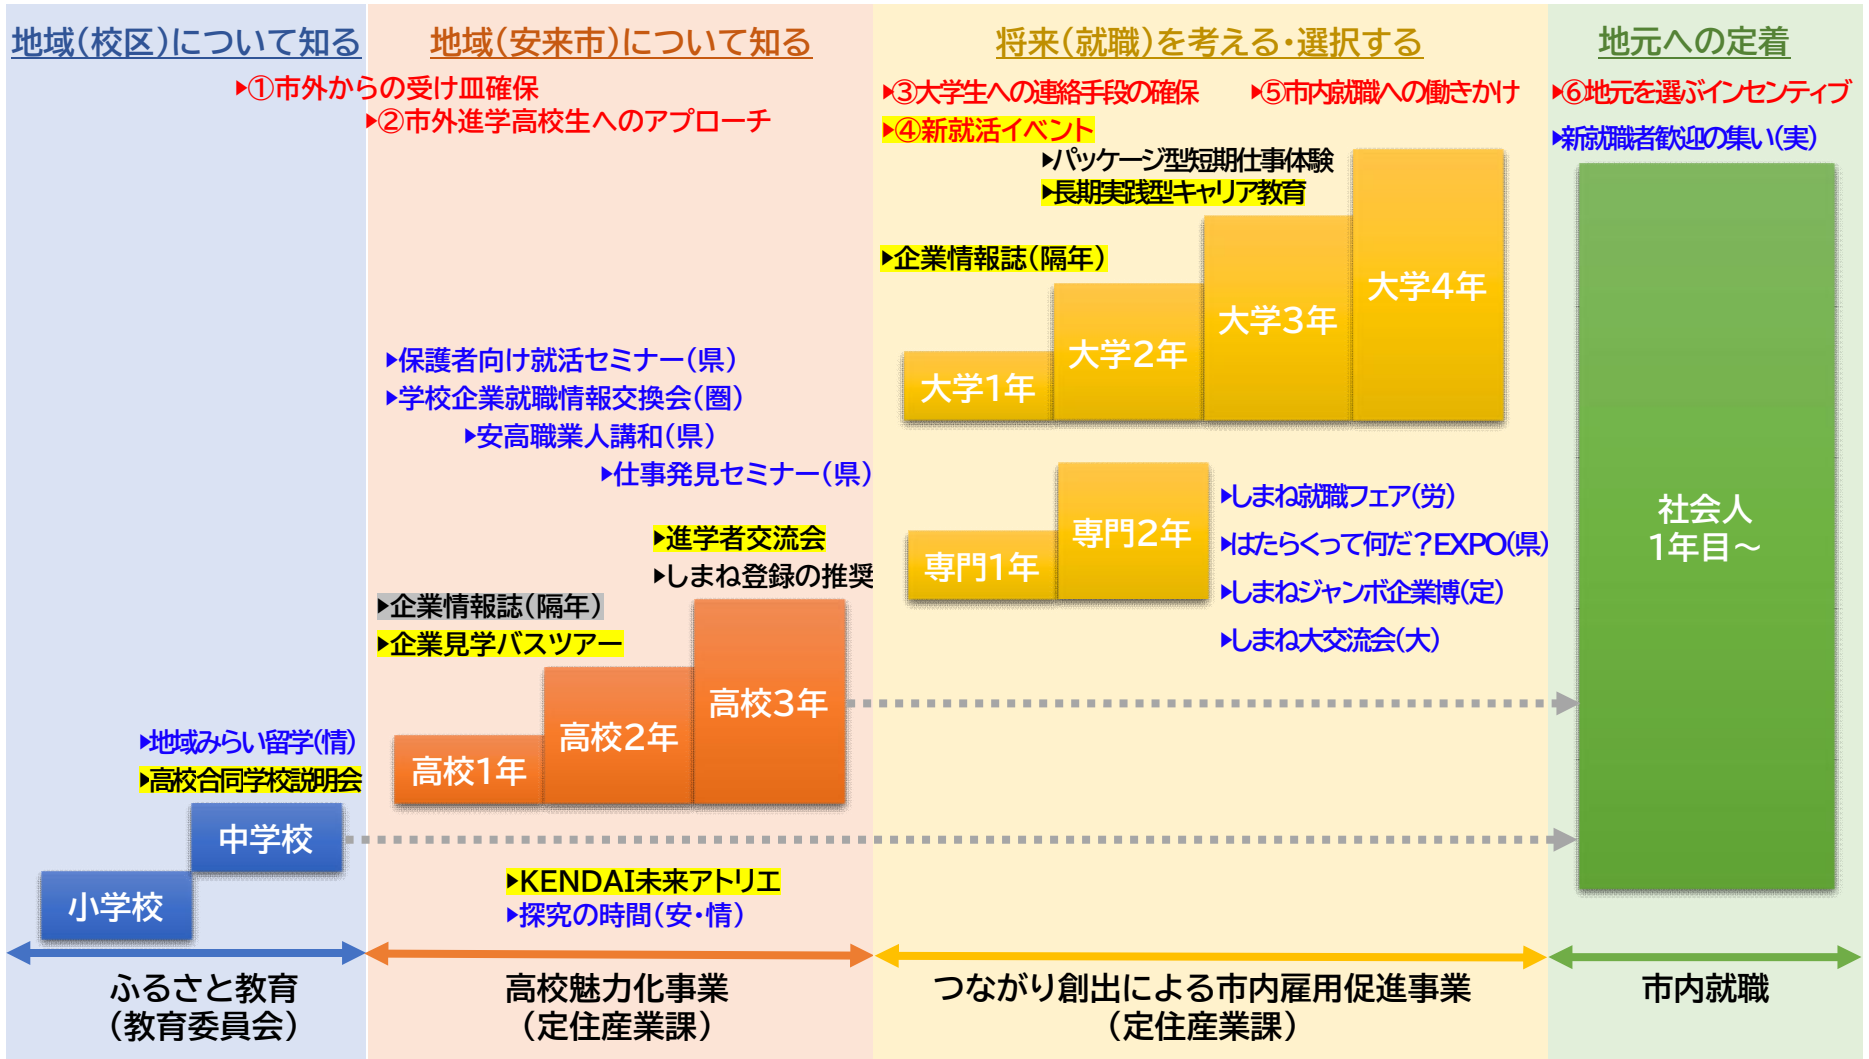 地域(校区)について知る
地域(安来市)について知る
将来(就職)を考える・選択する
地元への定着
▶①市外からの受け皿確保
▶②市外進学高校生へのアプローチ
▶③大学生への連絡手段の確保
▶⑤市内就職への働きかけ
▶④新就活イベント
▶⑥地元を選ぶインセンティブ
▶新就職者歓迎の集い(実)
▶パッケージ型短期仕事体験
▶長期実践型キャリア教育
▶企業情報誌(隔年)
大学1年
大学2年
大学3年
大学4年
▶保護者向け就活セミナー(県)
▶学校企業就職情報交換会(圏)
▶安高職業人講和(県)
▶仕事発見セミナー(県)
専門1年
専門2年
▶しまね就職フェア(労)
▶はたらくって何だ?EXPO(県)
▶しまねジャンボ企業博(定)
▶しまね大交流会(大)
社会人
1年目~
▶進学者交流会
▶しまね登録の推奨
▶企業情報誌(隔年)
▶企業見学バスツアー
高校1年
高校2年
高校3年
▶地域みらい留学(情)
▶高校合同学校説明会
中学校
小学校
▶KENDAI未来アトリエ
▶探究の時間(安・情)
ふるさと教育
(教育委員会)
高校魅力化事業
(定住産業課)
つながり創出による市内雇用促進事業
(定住産業課)
市内就職